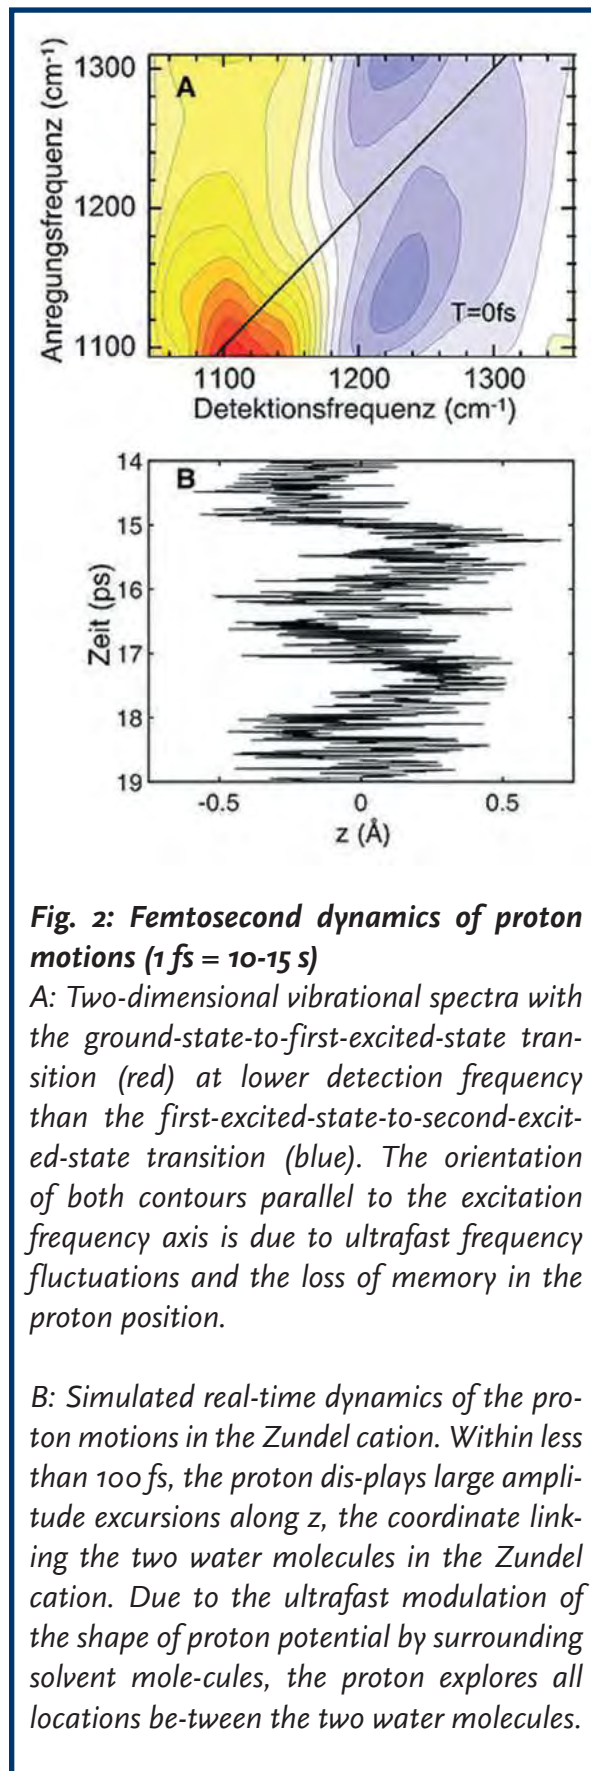 Anregungsfrequenz (cm-1)
1300
1200
1100
A
T=0fs
1100 1200 1300
Detektionsfrequenz (cm-1)
Zeit (ps)
14
15
16
17
18
19
B
-0.5 0 0.5
z (Å)
Fig. 2: Femtosecond dynamics of proton
motions (1 fs = 10-15 s)
A: Two-dimensional vibrational spectra with
the ground-state-to-first-excited-state tran-
sition (red) at lower detection frequency
than the first-excited-state-to-second-excit-
ed-state transition (blue). The orientation
of both contours parallel to the excitation
frequency axis is due to ultrafast frequency
fluctuations and the loss of memory in the
proton position.
B: Simulated real-time dynamics of the pro-
ton motions in the Zundel cation. Within less
than 100 fs, the proton dis-plays large ampli-
tude excursions along z, the coordinate link-
ing the two water molecules in the Zundel
cation. Due to the ultrafast modulation of
the shape of proton potential by surrounding
solvent mole-cules, the proton explores all
locations be-tween the two water molecules.